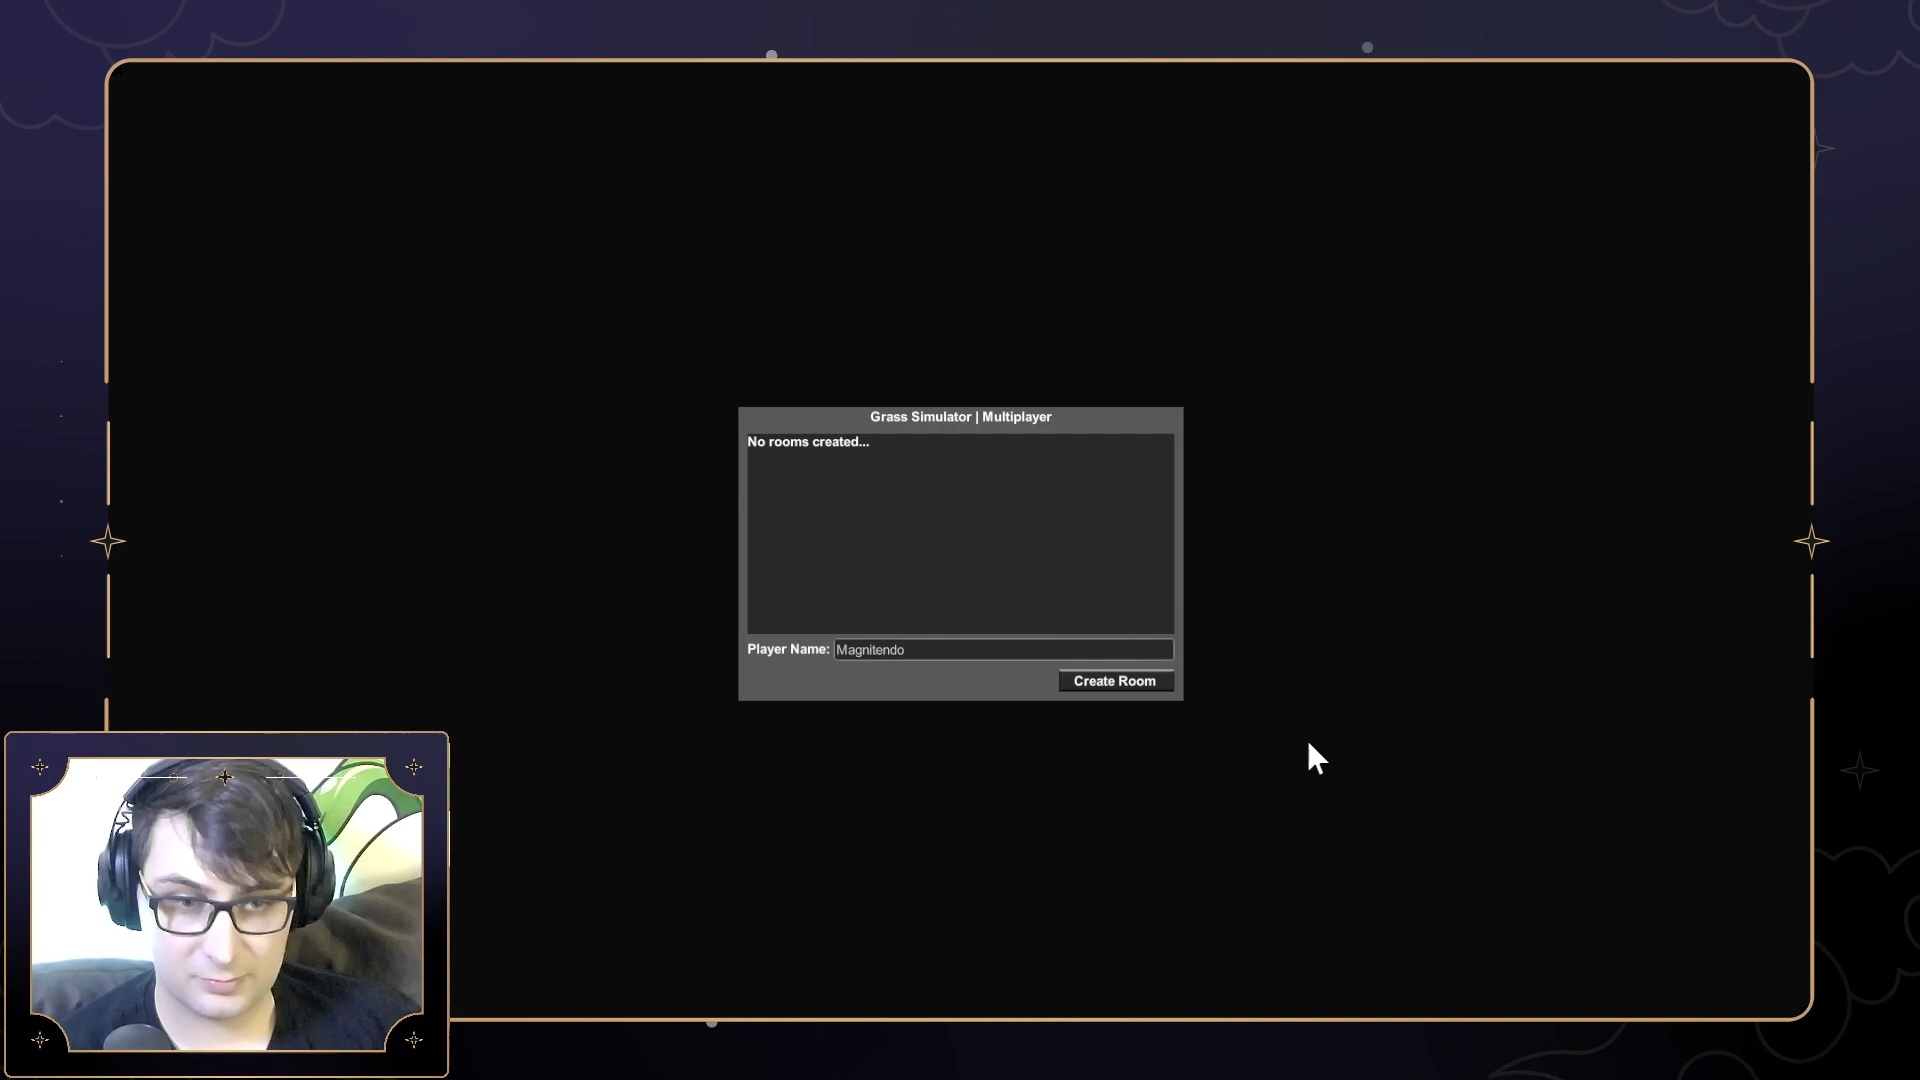 Grass Simulator | Multiplayer
No rooms created...
Player Name: Magnitendo
Create Room